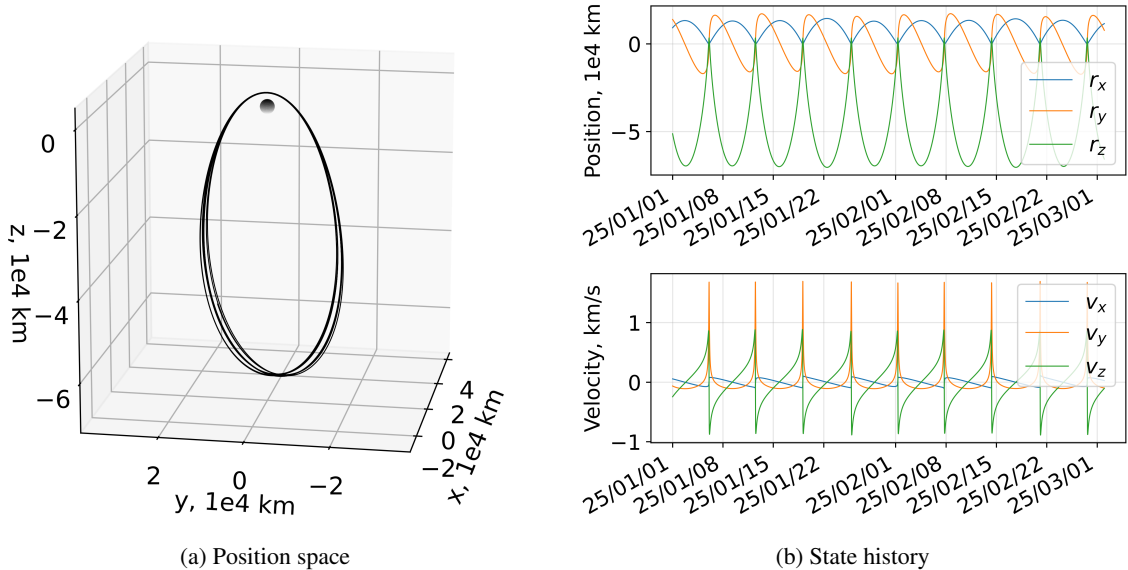 0
−2
−4
−6
z, 1e4 km
2
0
−2
y, 1e4 km
4
2
0
−2
x, 1e4 km
(a) Position space
Position, 1e4 km
0
−5
r_x
r_y
r_z
25/01/01
25/01/08
25/01/15
25/01/22
25/02/01
25/02/08
25/02/15
25/02/22
25/03/01
Velocity, km/s
1
0
−1
v_x
v_y
v_z
25/01/01
25/01/08
25/01/15
25/01/22
25/02/01
25/02/08
25/02/15
25/02/22
25/03/01
(b) State history